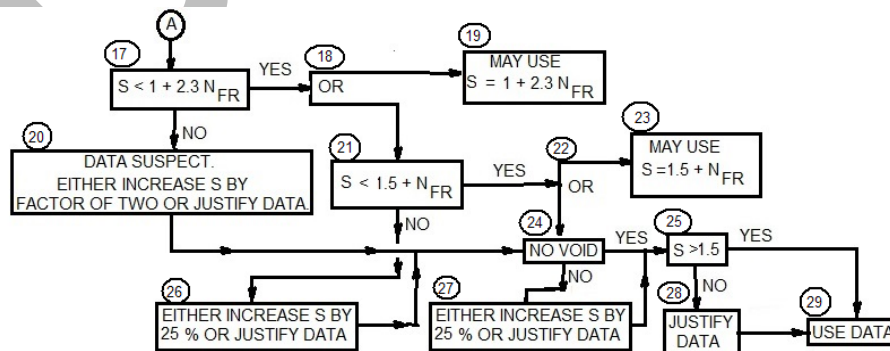 A
17
S < 1 + 2.3 N FR
YES
18
OR
19
MAY USE
S = 1 + 2.3 N FR
NO
20
DATA SUSPECT.
EITHER INCREASE S BY
FACTOR OF TWO OR JUSTIFY DATA.
21
S < 1.5 + N FR
YES
22
OR
23
MAY USE
S =1.5 + N FR
NO
24
NO VOID
YES
25
S >1.5
YES
NO
NO
26
EITHER INCREASE S BY
25 % OR JUSTIFY DATA
27
EITHER INCREASE S BY
25 % OR JUSTIFY DATA
28
JUSTIFY
DATA
29
USE DATA